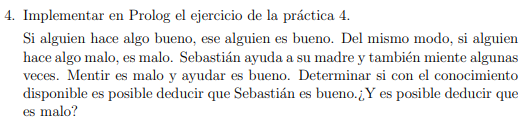 4. Implementar en Prolog el ejercicio de la práctica 4.
Si alguien hace algo bueno, ese alguien es bueno. Del mismo modo, si alguien
hace algo malo, es malo. Sebastián ayuda a su madre y también miente algunas
veces. Mentir es malo y ayudar es bueno. Determinar si con el conocimiento
disponible es posible deducir que Sebastián es bueno.¿Y es posible deducir que
es malo?